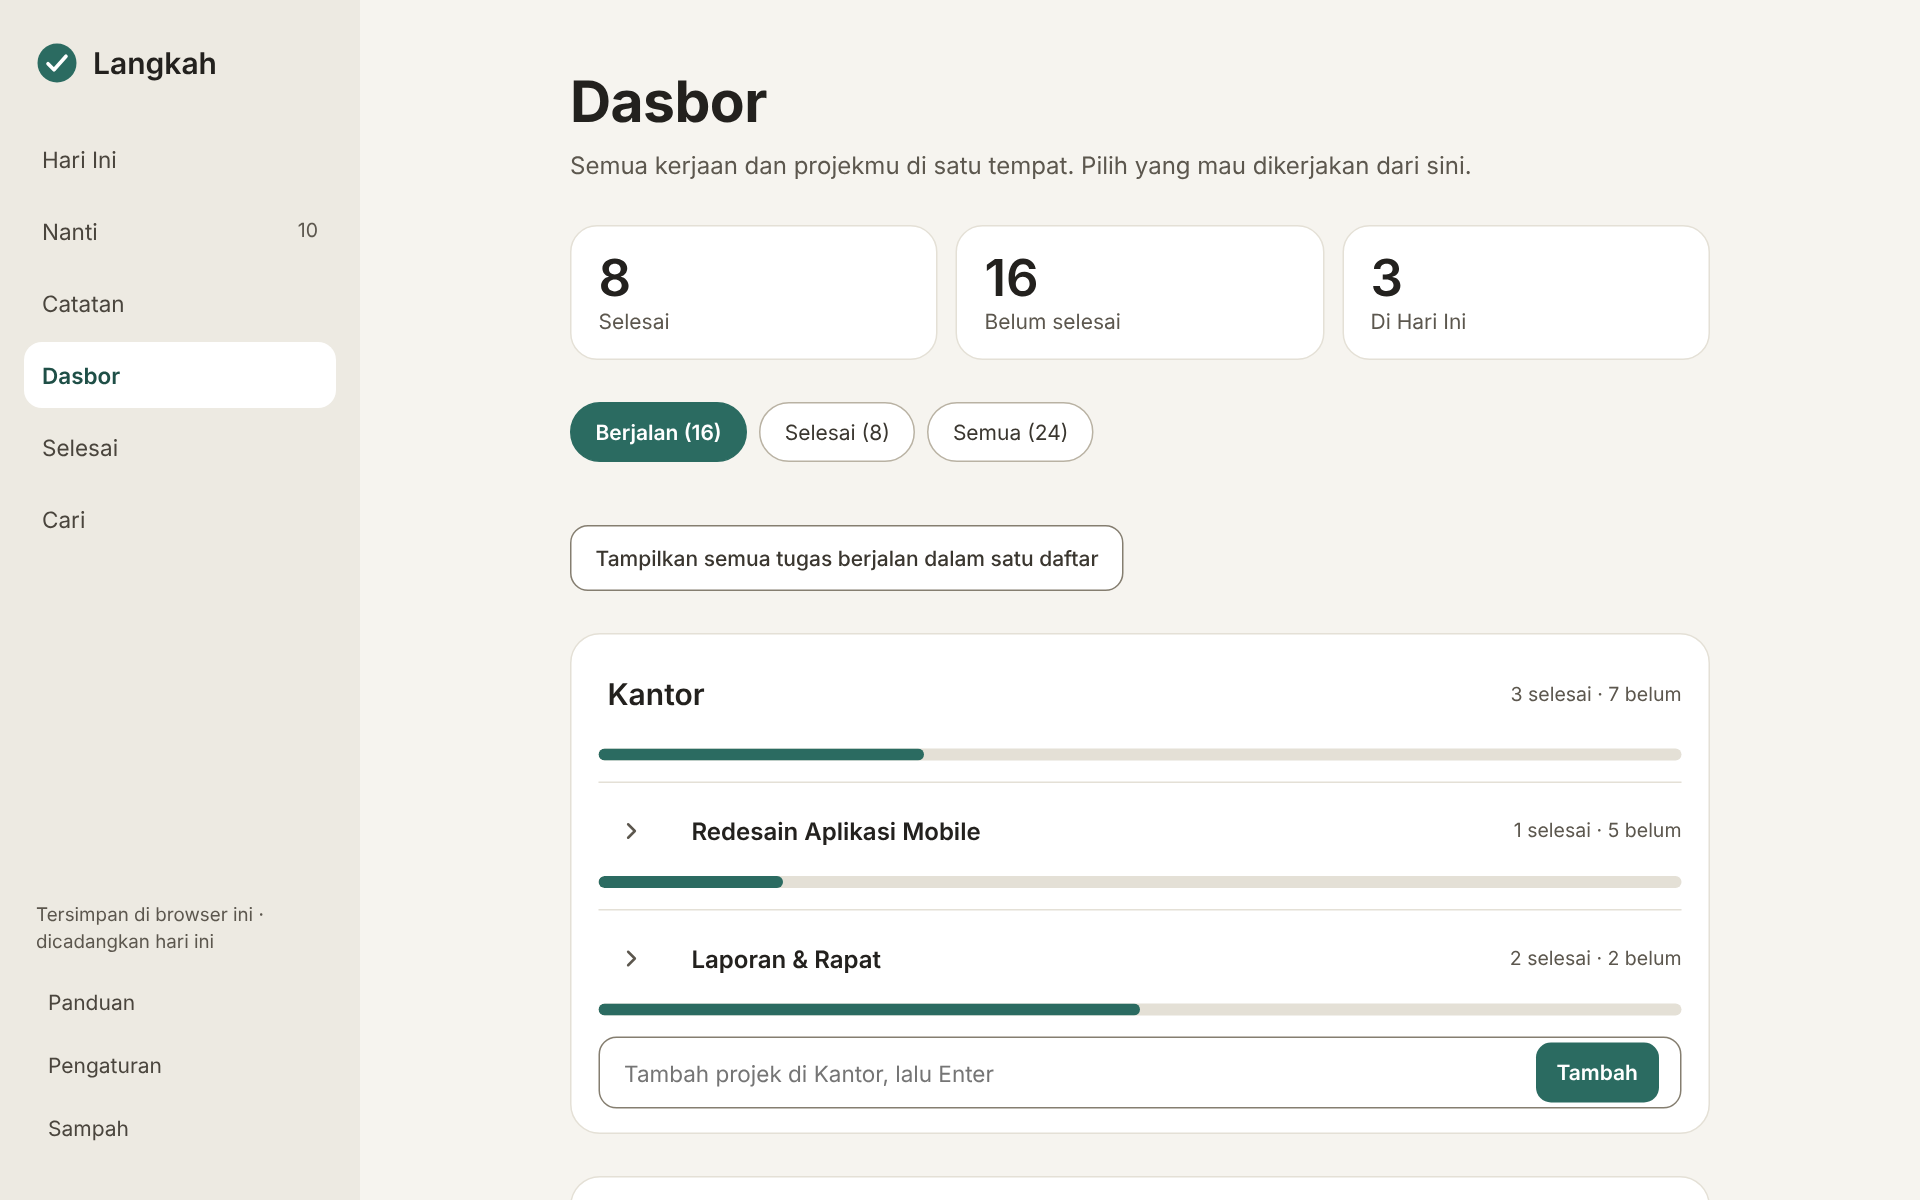 Langkah
Hari Ini
Nanti 10
Catatan
Dasbor
Selesai
Cari
Tersimpan di browser ini ·
dicadangkan hari ini
Panduan
Pengaturan
Sampah
Dasbor
Semua kerjaan dan projekmu di satu tempat. Pilih yang mau dikerjakan dari sini.
8
Selesai
16
Belum selesai
3
Di Hari Ini
Berjalan (16)
Selesai (8)
Semua (24)
Tampilkan semua tugas berjalan dalam satu daftar
Kantor
3 selesai · 7 belum
Redesain Aplikasi Mobile
1 selesai · 5 belum
Laporan & Rapat
2 selesai · 2 belum
Tambah projek di Kantor, lalu Enter
Tambah